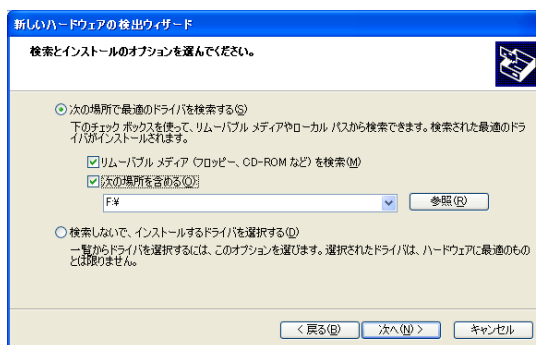 新しいハードウェアの検出ウィザード
検索とインストールのオプションを選んでください。
次の場所で最適のドライバを検索する(S)
下のチェック ボックスを使って、リムーバブル メディアやローカル パスから検索できます。検索された最適のドラ
イバがインストールされます。
リムーバブル メディア (フロッピー、CD-ROM など) を検索(M)
次の場所を含める(O):
F:¥
参照(R)
検索しないで、インストールするドライバを選択する(D)
一覧からドライバを選択するには、このオプションを選びます。選択されたドライバは、ハードウェアに最適のもの
とは限りません。
< 戻る(B)
次へ(N) >
キャンセル